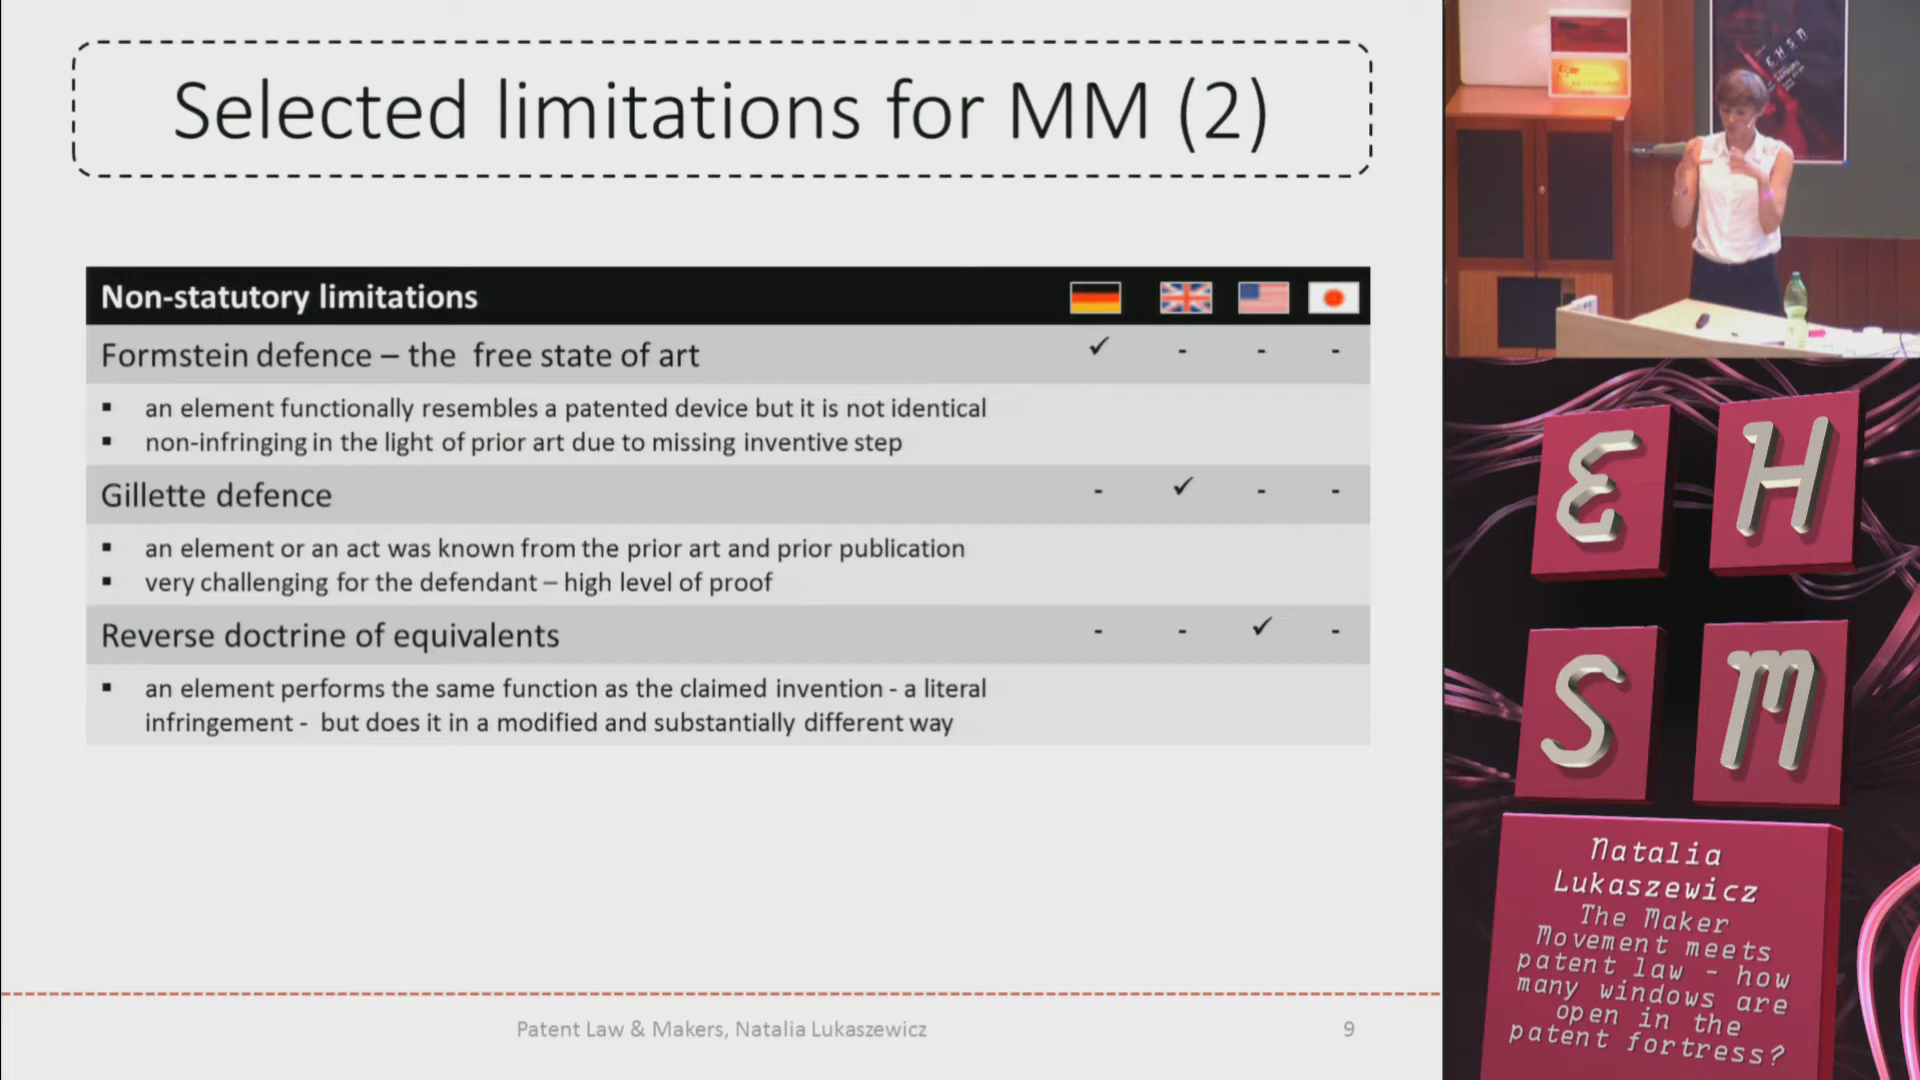 Selected limitations for MM (2)
Non-statutory limitations
Formstein defence – the free state of art ✓ - - -
▪ an element functionally resembles a patented device but it is not identical
▪ non-infringing in the light of prior art due to missing inventive step
Gillette defence - ✓ - -
▪ an element or an act was known from the prior art and prior publication
▪ very challenging for the defendant – high level of proof
Reverse doctrine of equivalents - - ✓ -
▪ an element performs the same function as the claimed invention - a literal
infringement - but does it in a modified and substantially different way
Patent Law & Makers, Natalia Lukaszewicz
9
EHSM
E H
S M
Natalia
Lukaszewicz
The Maker
Movement meets
patent law - how
many windows are
open in the
patent fortress?